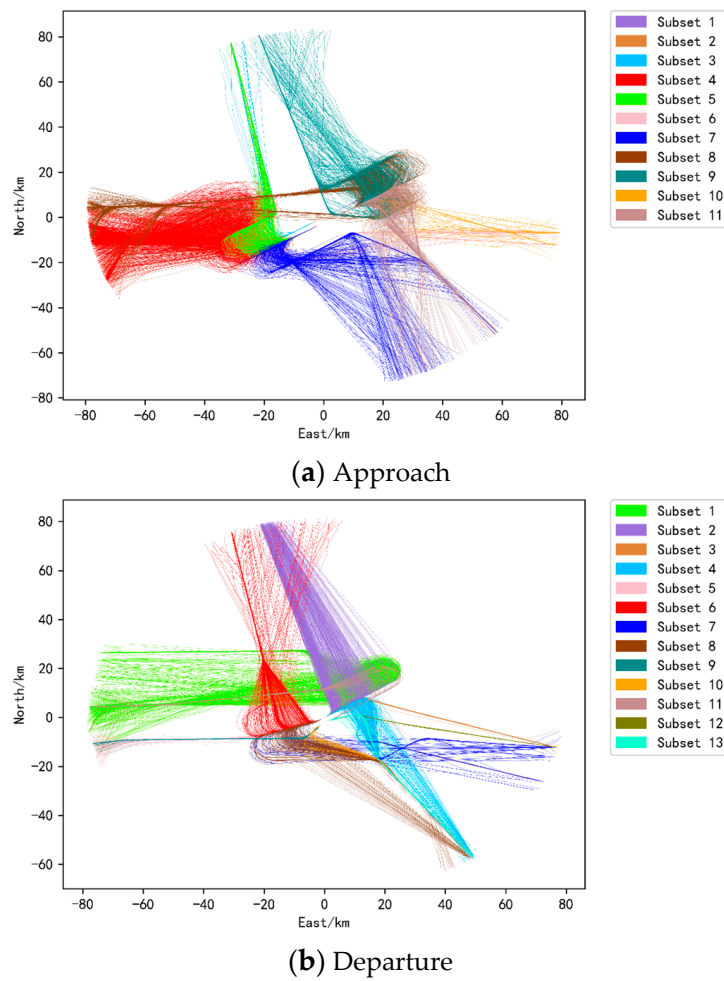 80
60
40
20
0
−20
−40
−60
−80
North/km
−80 −60 −40 −20 0 20 40 60 80
East/km
Subset 1
Subset 2
Subset 3
Subset 4
Subset 5
Subset 6
Subset 7
Subset 8
Subset 9
Subset 10
Subset 11
(a) Approach
80
60
40
20
0
−20
−40
−60
North/km
−80 −60 −40 −20 0 20 40 60 80
East/km
Subset 1
Subset 2
Subset 3
Subset 4
Subset 5
Subset 6
Subset 7
Subset 8
Subset 9
Subset 10
Subset 11
Subset 12
Subset 13
(b) Departure